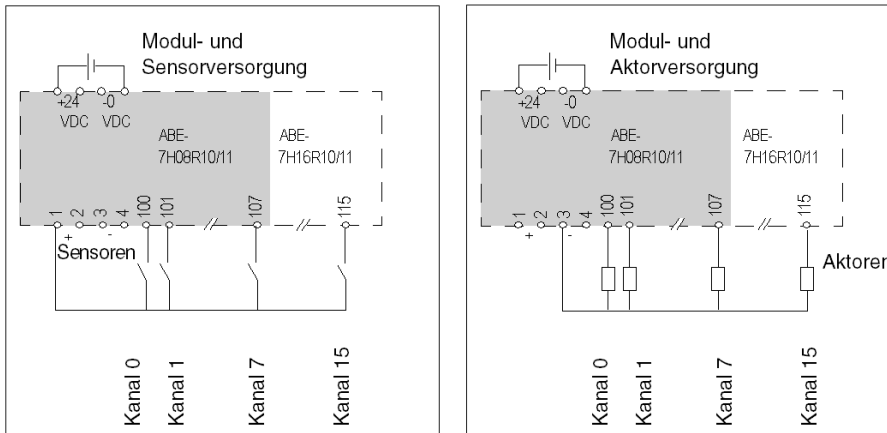 Modul- und
Sensorversorgung
+24
VDC
-0
VDC
ABE-
7H08R10/11
ABE-
7H16R10/11
1
2
3
4
100
101
107
115
+
-
Sensoren
Kanal 0
Kanal 1
Kanal 7
Kanal 15
Modul- und
Aktorversorgung
+24
VDC
-0
VDC
ABE-
7H08R10/11
ABE-
7H16R10/11
1
2
3
4
100
101
107
115
+
-
Aktoren
Kanal 0
Kanal 1
Kanal 7
Kanal 15